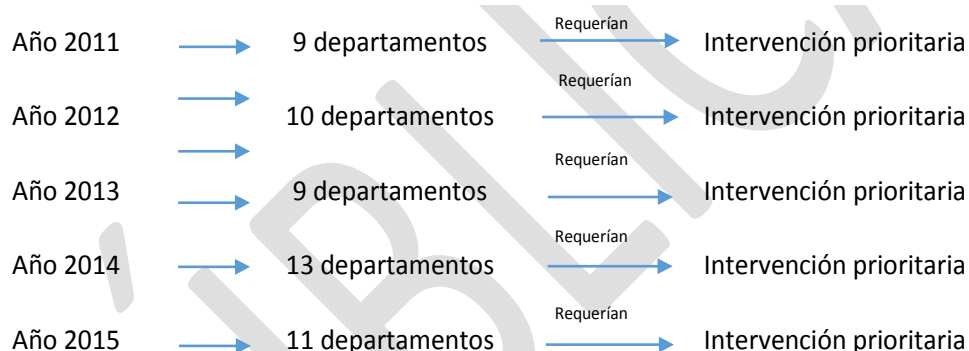 Requerían
Año 2011 9 departamentos Intervención prioritaria
Requerían
Año 2012 10 departamentos Intervención prioritaria
Requerían
Año 2013 9 departamentos Intervención prioritaria
Requerían
Año 2014 13 departamentos Intervención prioritaria
Requerían
Año 2015 11 departamentos Intervención prioritaria